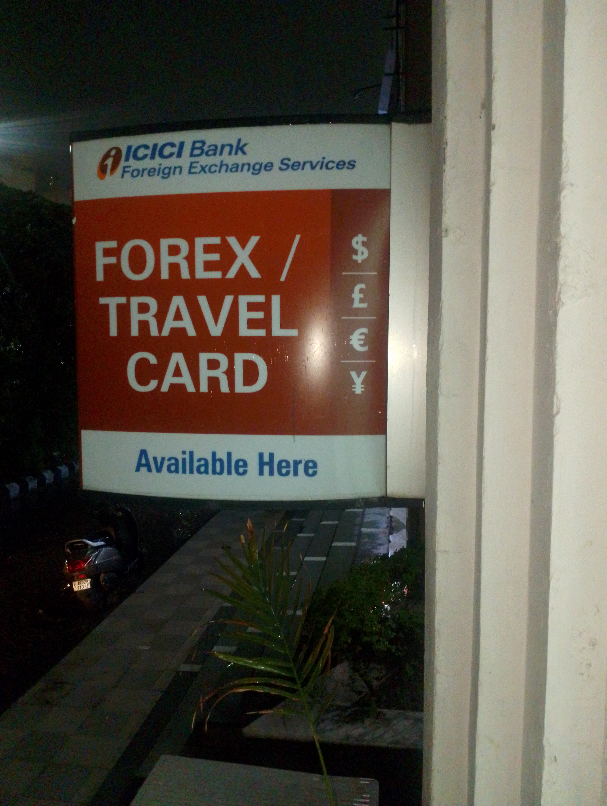 ICICI Bank
Foreign Exchange Services
FOREX /
TRAVEL
CARD
$
£
€
¥
Available Here